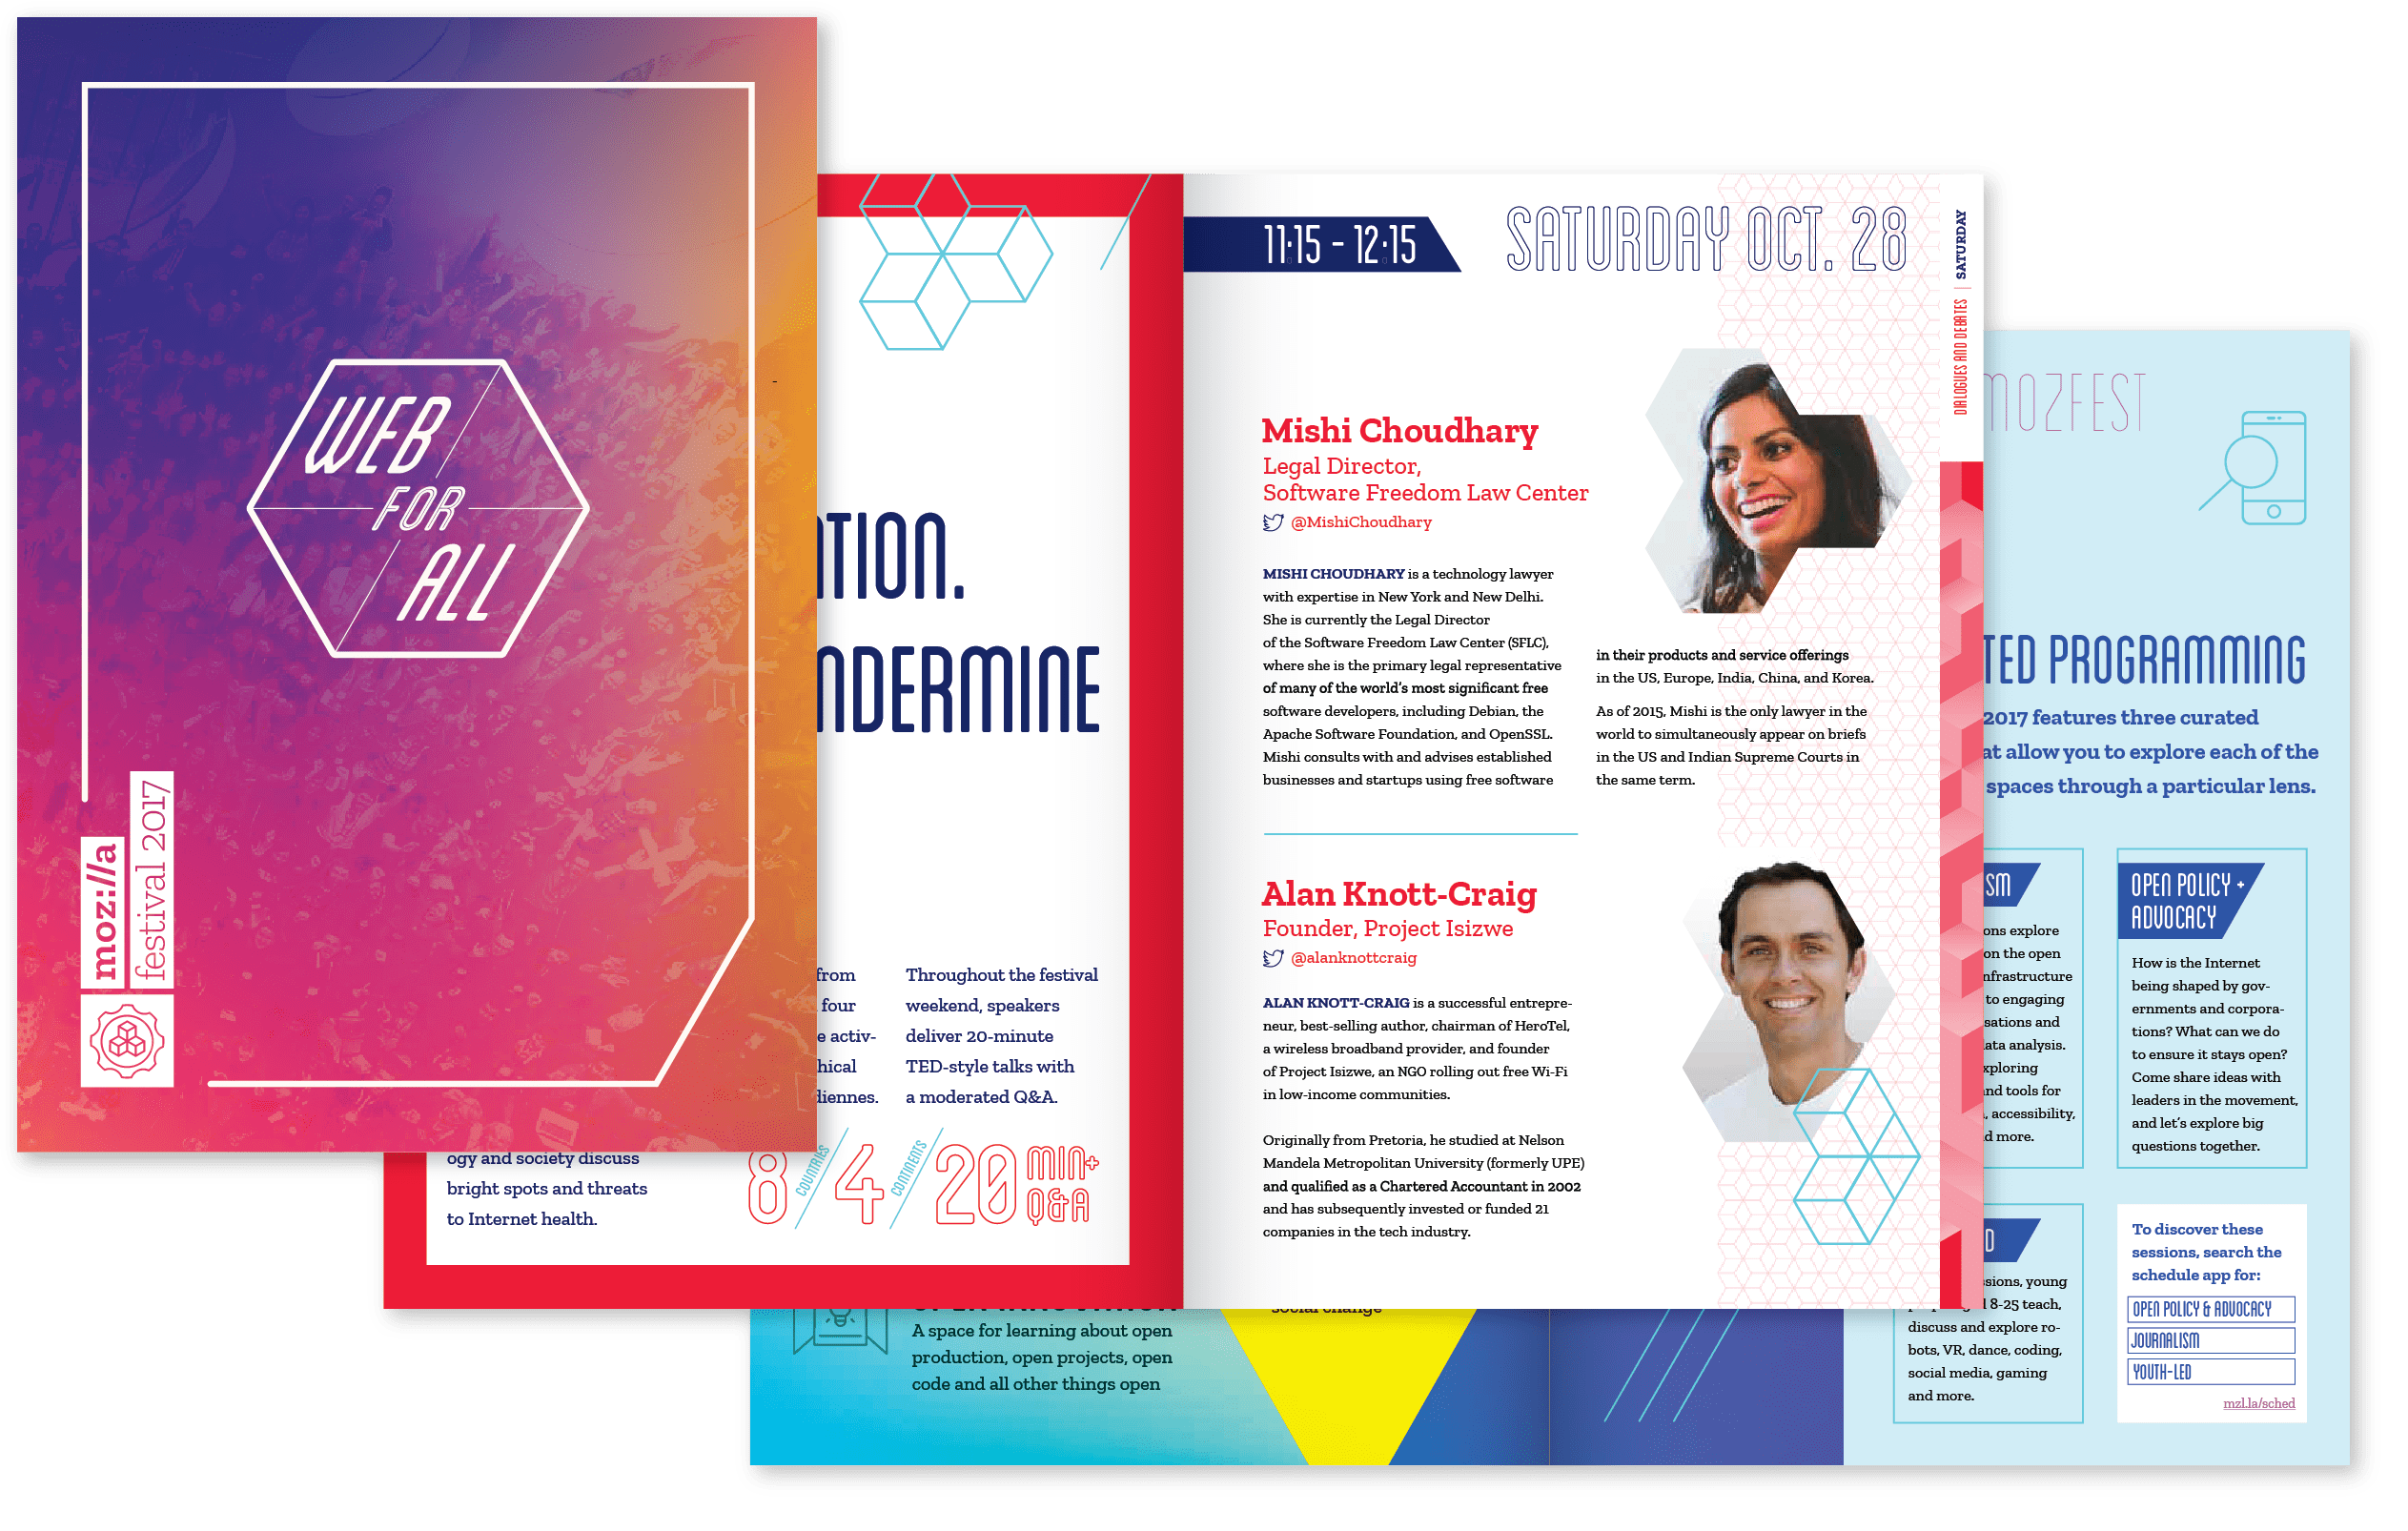 WEB
FOR
ALL
moz://a
festival 2017
TION.
NDERMINE
from
four
e activ-
hical
diennes.
ogy and society discuss
bright spots and threats
to Internet health.
Throughout the festival
weekend, speakers
deliver 20-minute
TED-style talks with
a moderated Q&A.
8 COUNTRIES 4 CONTINENTS 20 MIN+
Q&A
11:15 - 12:15
SATURDAY OCT. 28
DIALOGUES AND DEBATES | SATURDAY
Mishi Choudhary
Legal Director,
Software Freedom Law Center
@MishiChoudhary
MISHI CHOUDHARY is a technology lawyer
with expertise in New York and New Delhi.
She is currently the Legal Director
of the Software Freedom Law Center (SFLC),
where she is the primary legal representative
of many of the world's most significant free
software developers, including Debian, the
Apache Software Foundation, and OpenSSL.
Mishi consults with and advises established
businesses and startups using free software
in their products and service offerings
in the US, Europe, India, China, and Korea.
As of 2015, Mishi is the only lawyer in the
world to simultaneously appear on briefs
in the US and Indian Supreme Courts in
the same term.
Alan Knott-Craig
Founder, Project Isizwe
@alanknottcraig
ALAN KNOTT-CRAIG is a successful entrepre-
neur, best-selling author, chairman of HeroTel,
a wireless broadband provider, and founder
of Project Isizwe, an NGO rolling out free Wi-Fi
in low-income communities.
Originally from Pretoria, he studied at Nelson
Mandela Metropolitan University (formerly UPE)
and qualified as a Chartered Accountant in 2002
and has subsequently invested or funded 21
companies in the tech industry.
A space for learning about open
production, open projects, open
code and all other things open
social change
MOZFEST
TED PROGRAMMING
2017 features three curated
at allow you to explore each of the
spaces through a particular lens.
SM
ons explore
on the open
nfrastructure
to engaging
sations and
ata analysis.
xploring
nd tools for
, accessibility,
d more.
OPEN POLICY +
ADVOCACY
How is the Internet
being shaped by gov-
ernments and corpora-
tions? What can we do
to ensure it stays open?
Come share ideas with
leaders in the movement,
and let's explore big
questions together.
D
ssions, young
8-25 teach,
discuss and explore ro-
bots, VR, dance, coding,
social media, gaming
and more.
To discover these
sessions, search the
schedule app for:
OPEN POLICY & ADVOCACY
JOURNALISM
YOUTH-LED
mzl.la/sched